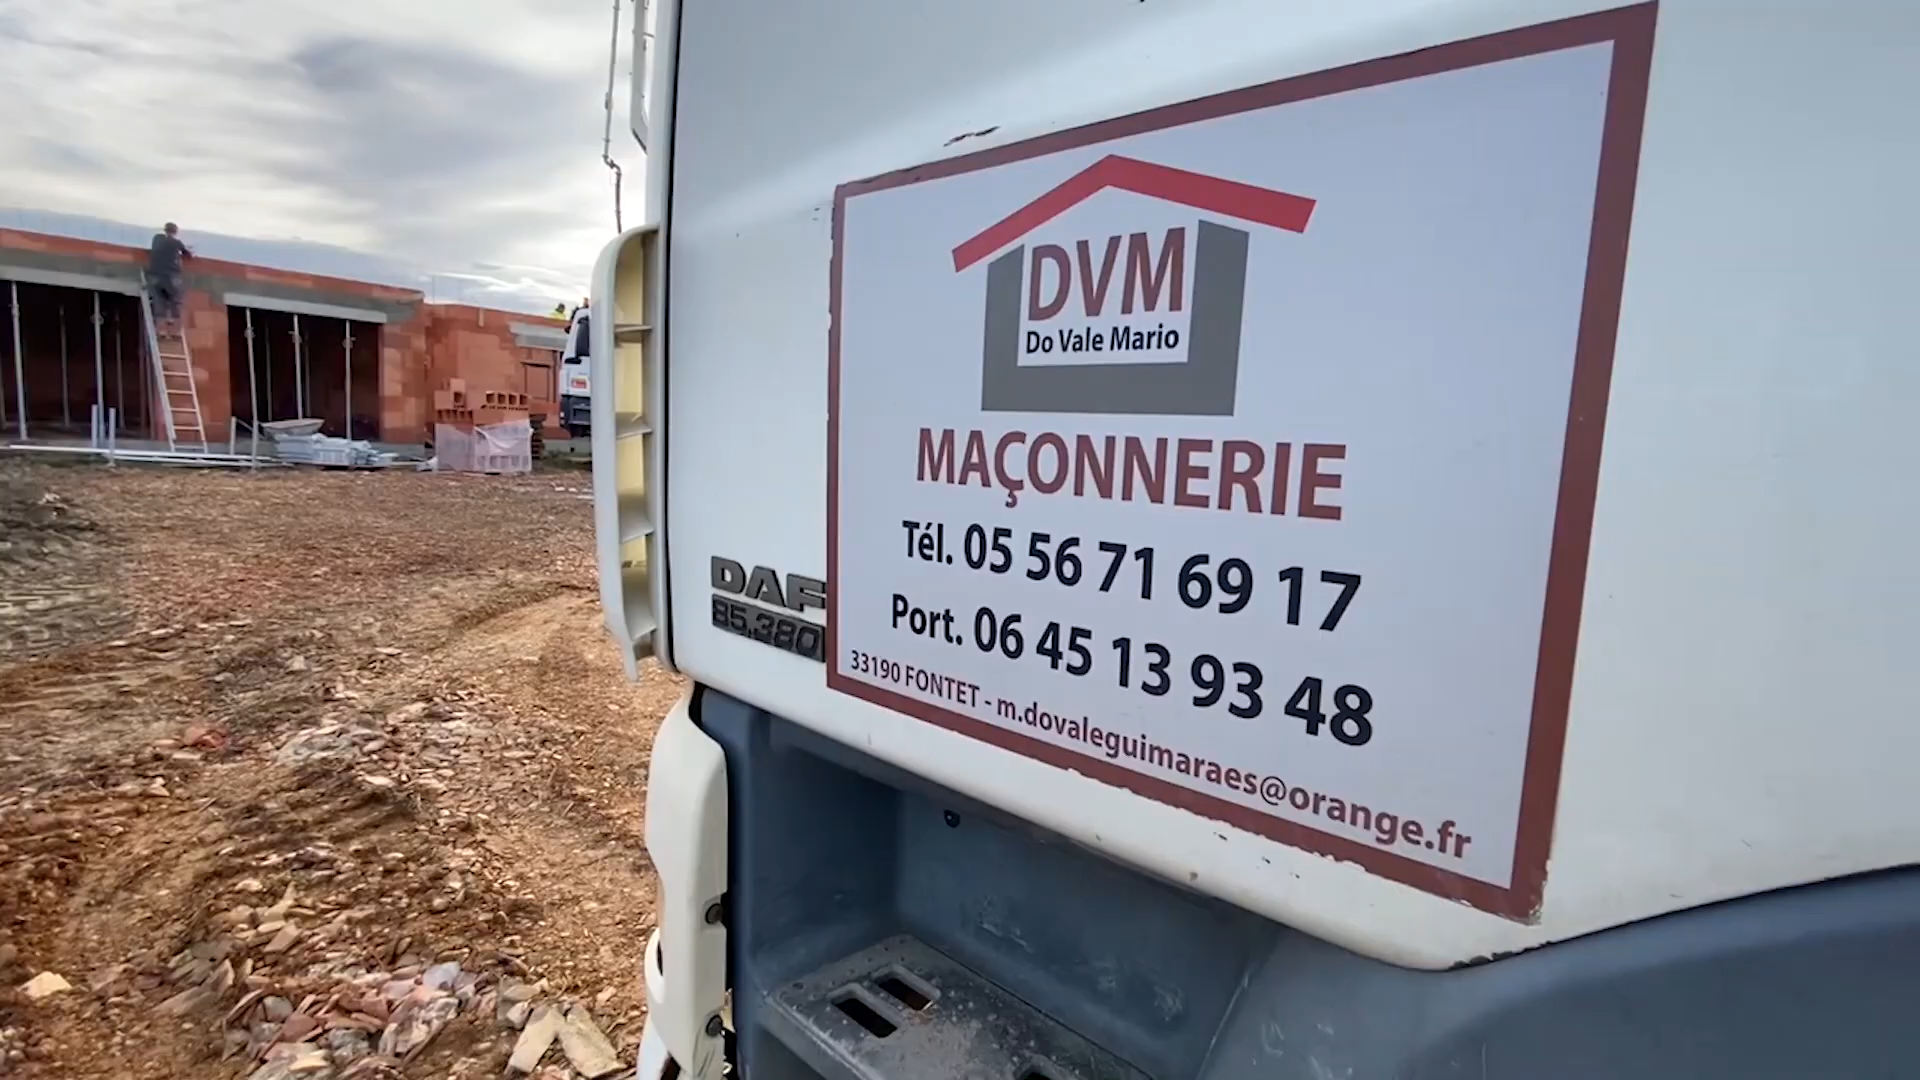 DVM
Do Vale Mario
MAÇONNERIE
Tél. 05 56 71 69 17
Port. 06 45 13 93 48
33190 FONTET - m.dovaleguimaraes@orange.fr
DAF
85.380